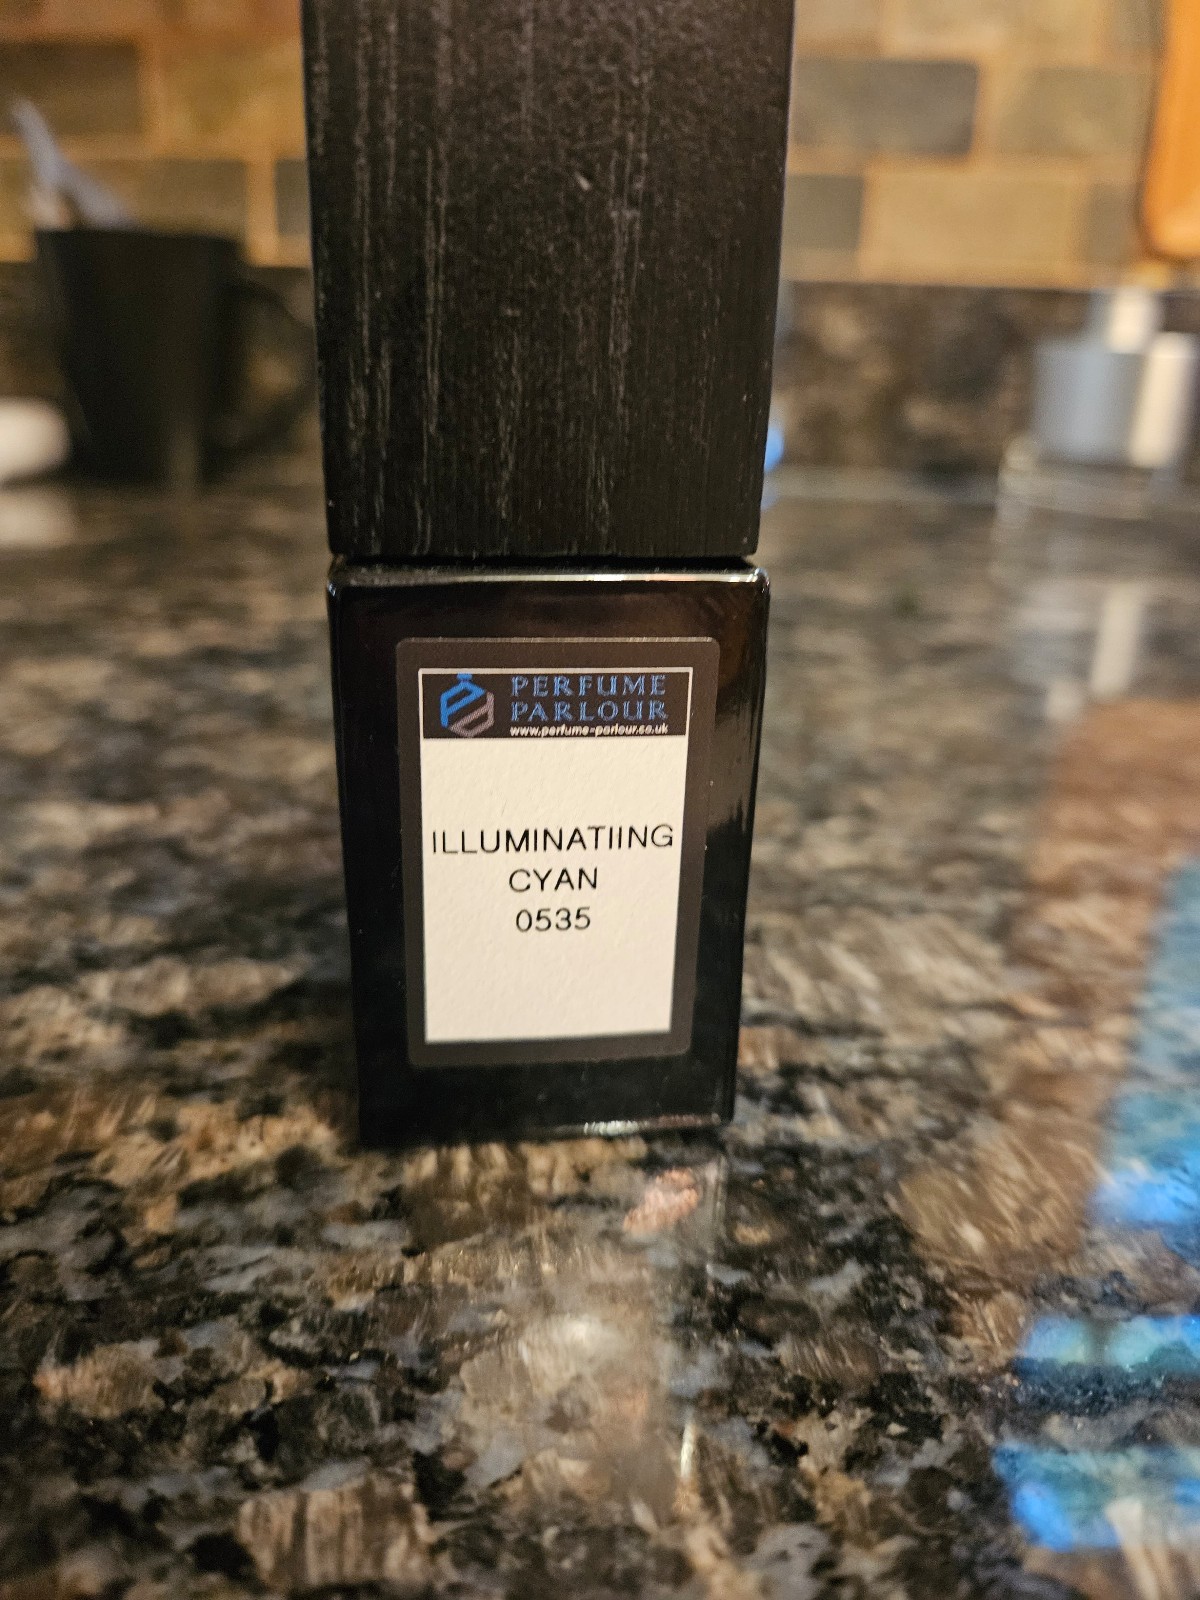 PERFUME
PARLOUR
www.perfume-parlour.co.uk
ILLUMINATIING
CYAN
0535